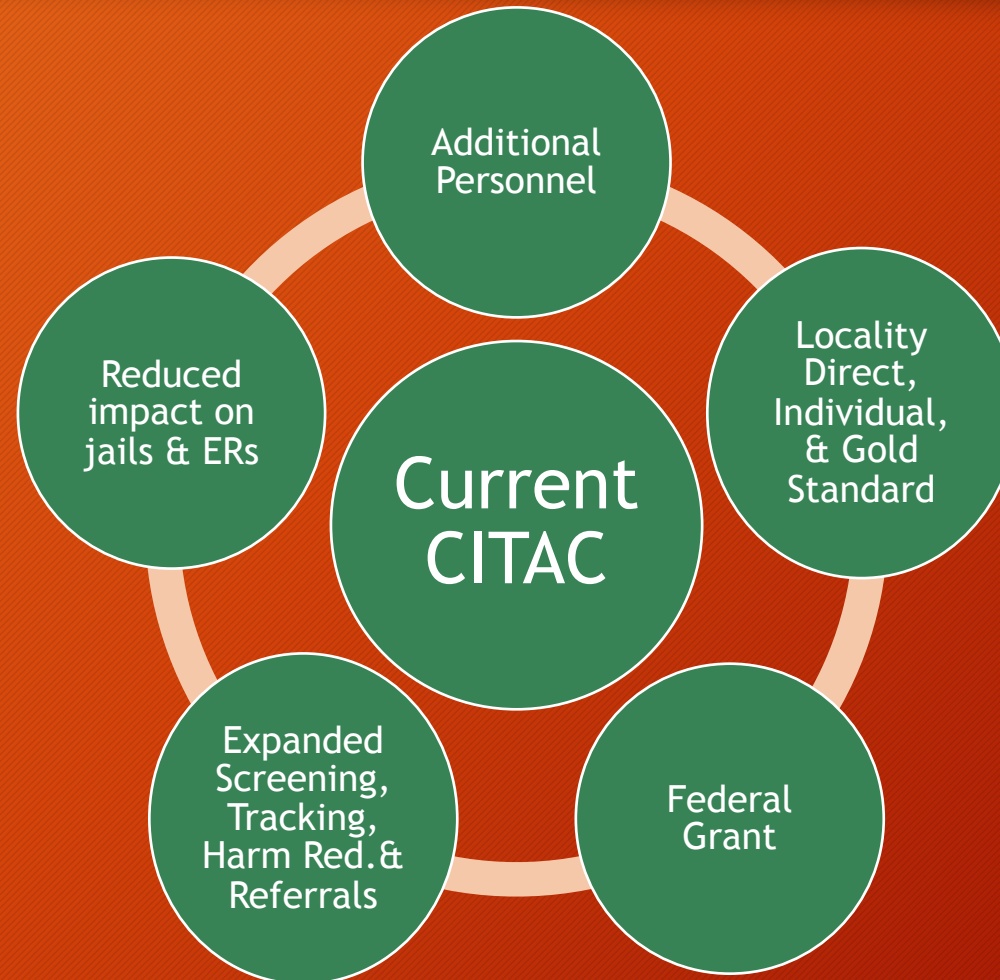 Additional
Personnel
Locality
Direct,
Individual,
& Gold
Standard
Federal
Grant
Expanded
Screening,
Tracking,
Harm Red.&
Referrals
Reduced
impact on
jails & ERs
Current
CITAC